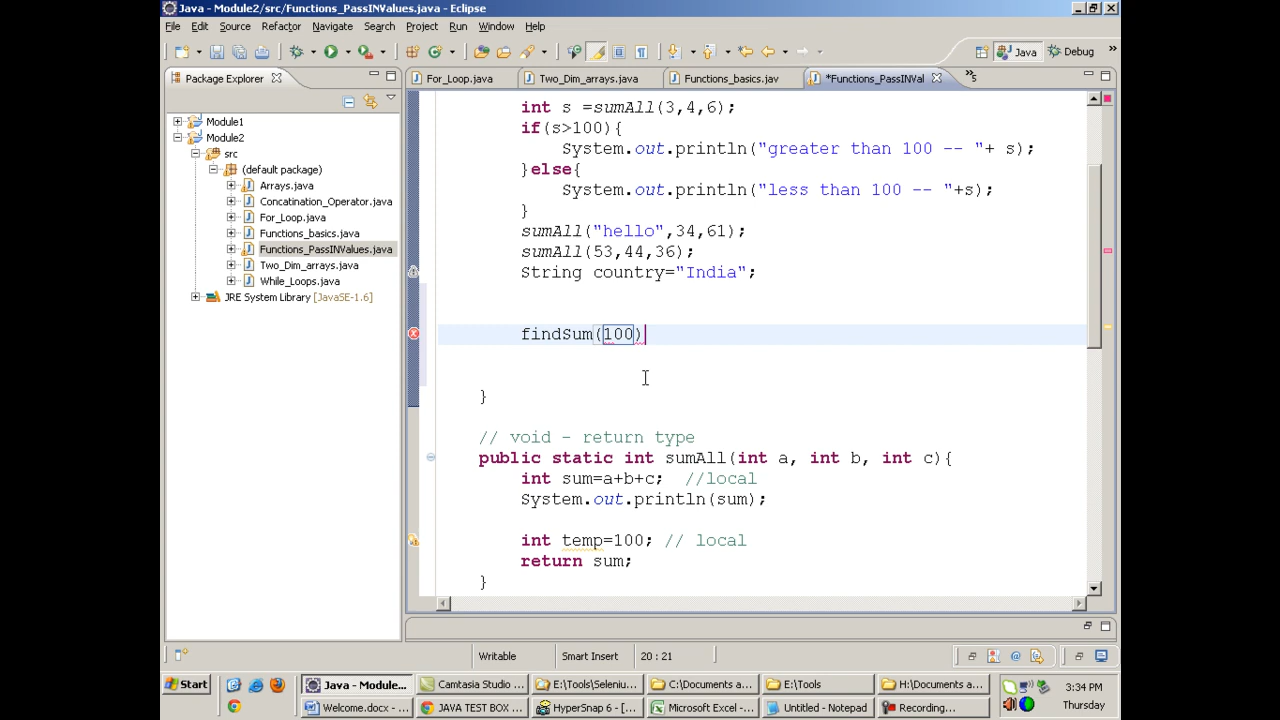 Java - Module2/src/Functions_PassINValues.java - Eclipse
File Edit Source Refactor Navigate Search Project Run Window Help
Java Debug
Package Explorer
For_Loop.java Two_Dim_arrays.java Functions_basics.jav *Functions_PassINVal
Module1
Module2
src
(default package)
Arrays.java
Concatination_Operator.java
For_Loop.java
Functions_basics.java
Functions_PassINValues.java
Two_Dim_arrays.java
While_Loops.java
JRE System Library [JavaSE-1.6]
int s =sumAll(3,4,6);
if(s>100){
System.out.println("greater than 100 -- "+ s);
}else{
System.out.println("less than 100 -- "+s);
}
sumAll("hello",34,61);
sumAll(53,44,36);
String country="India";
findSum(100)
}
// void - return type
public static int sumAll(int a, int b, int c){
int sum=a+b+c; //local
System.out.println(sum);
int temp=100; // local
return sum;
}
Writable Smart Insert 20 : 21
Start Java - Module... Camtasia Studio ... E:\Tools\Seleniu... C:\Documents a... E:\Tools H:\Documents a... 3:34 PM
Welcome.docx - ... JAVA TEST BOX ... HyperSnap 6 - [... Microsoft Excel -... Untitled - Notepad Recording... Thursday